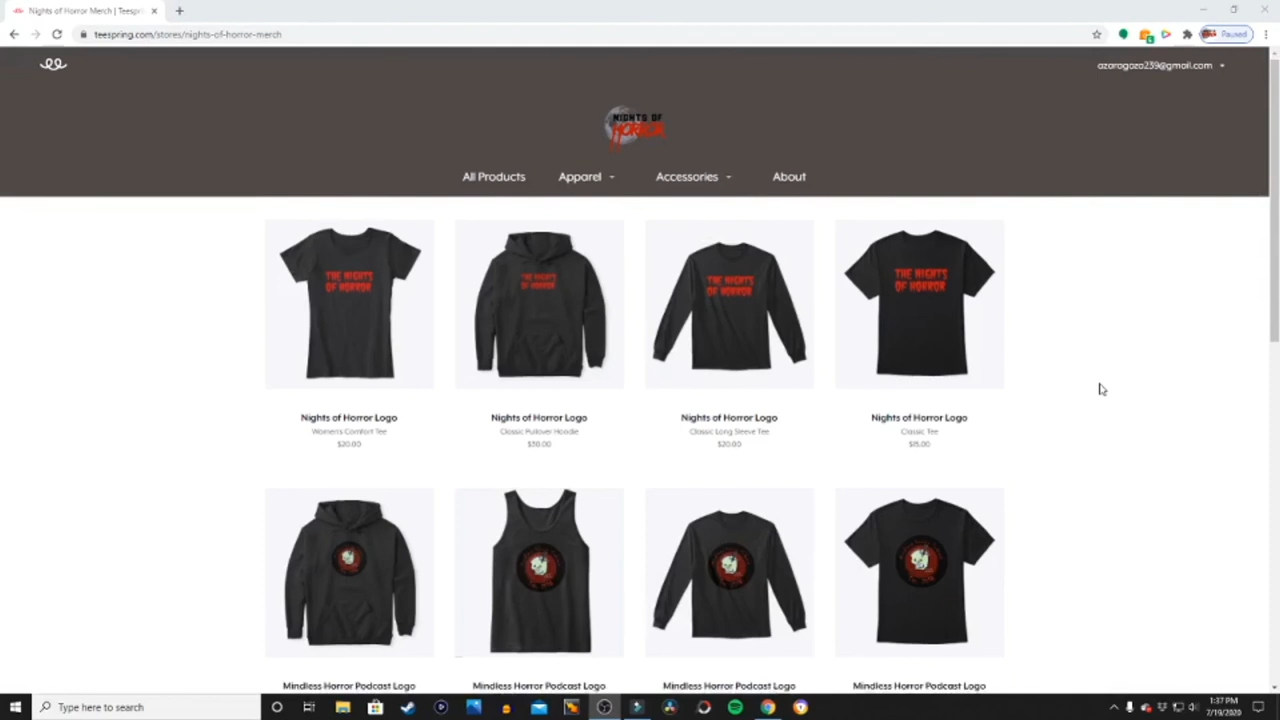 Nights of Horror Merch | Teespri
teespring.com/stores/nights-of-horror-merch
Paused
azaragoza239@gmail.com
NIGHTS OF
HORROR
All Products
Apparel
Accessories
About
THE NIGHTS
OF HORROR
THE NIGHTS
OF HORROR
THE NIGHTS
OF HORROR
THE NIGHTS
OF HORROR
Nights of Horror Logo
Women's Comfort Tee
$20.00
Nights of Horror Logo
Classic Pullover Hoodie
$30.00
Nights of Horror Logo
Classic Long Sleeve Tee
$20.00
Nights of Horror Logo
Classic Tee
$15.00
Mindless Horror Podcast Logo
Mindless Horror Podcast Logo
Mindless Horror Podcast Logo
Mindless Horror Podcast Logo
Type here to search
1:37 PM
7/19/2020